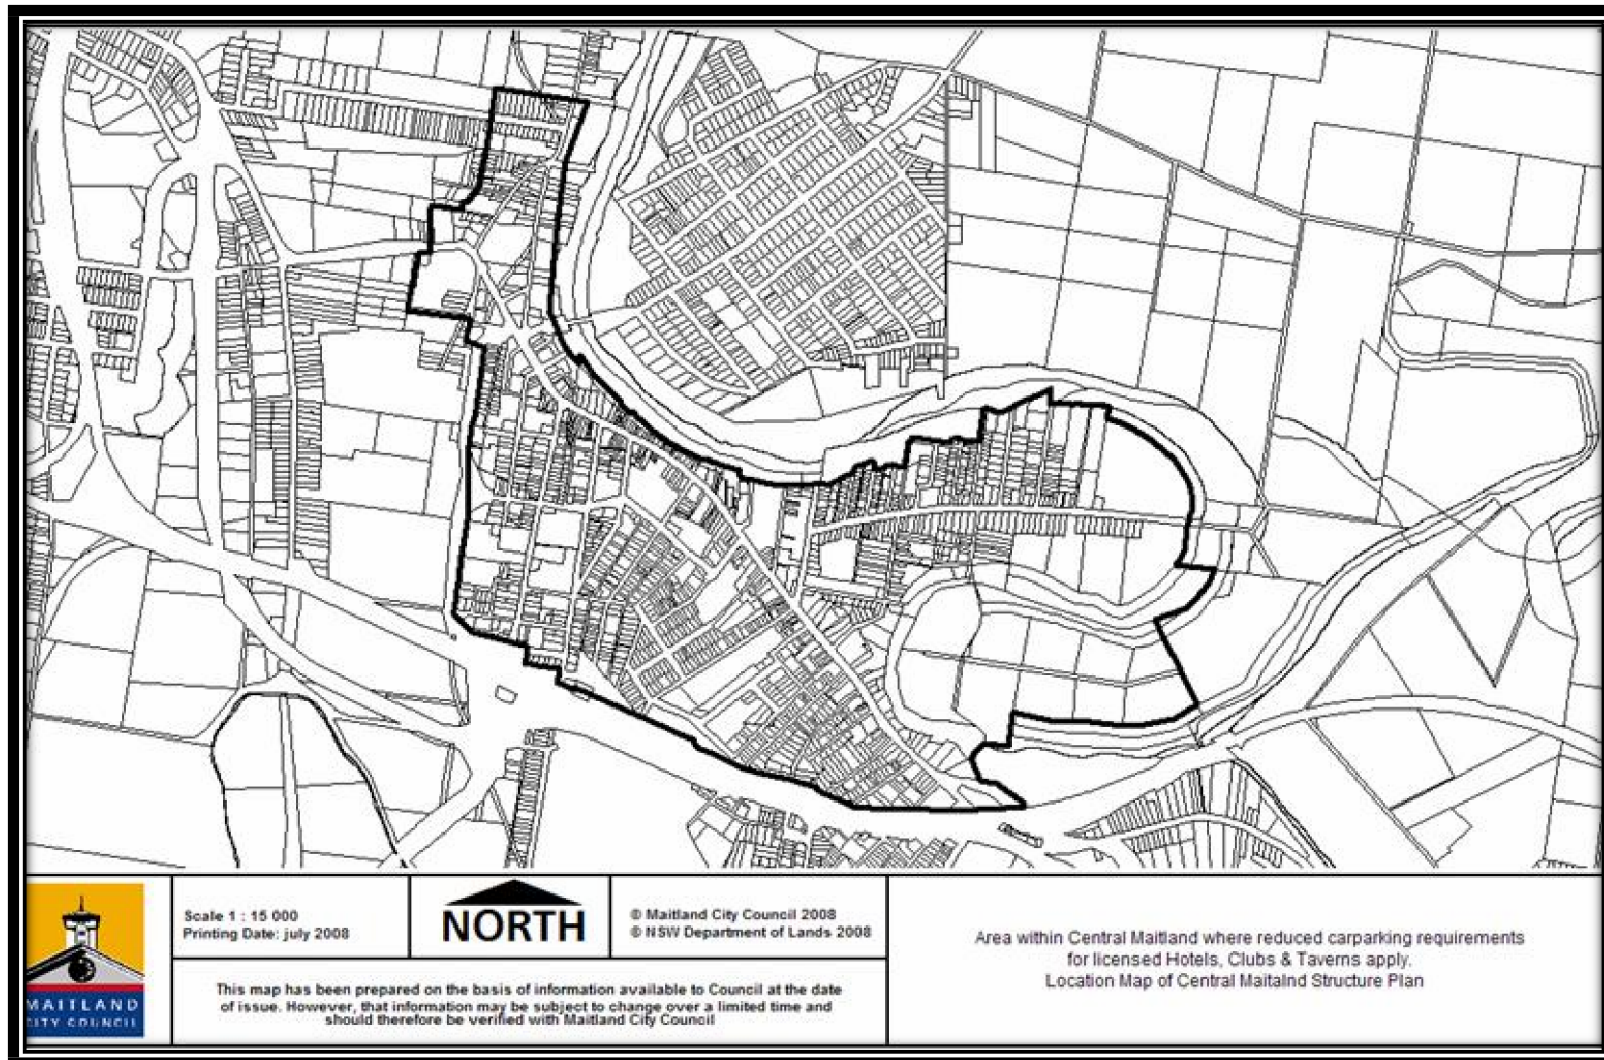 MAITLAND
CITY COUNCIL
Scale 1 : 15 000
Printing Date: july 2008
NORTH
© Maitland City Council 2008
© NSW Department of Lands 2008
This map has been prepared on the basis of information available to Council at the date
of issue. However, that information may be subject to change over a limited time and
should therefore be verified with Maitland City Council
Area within Central Maitland where reduced carparking requirements
for licensed Hotels, Clubs & Taverns apply.
Location Map of Central Maitalnd Structure Plan